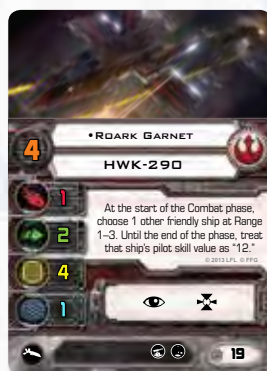 •Roark Garnet
4
HWK-290
1
2
4
1
At the start of the Combat phase,
choose 1 other friendly ship at Range
1–3. Until the end of the phase, treat
that ship's pilot skill value as "12."
©2013 LFL ©FFG
19